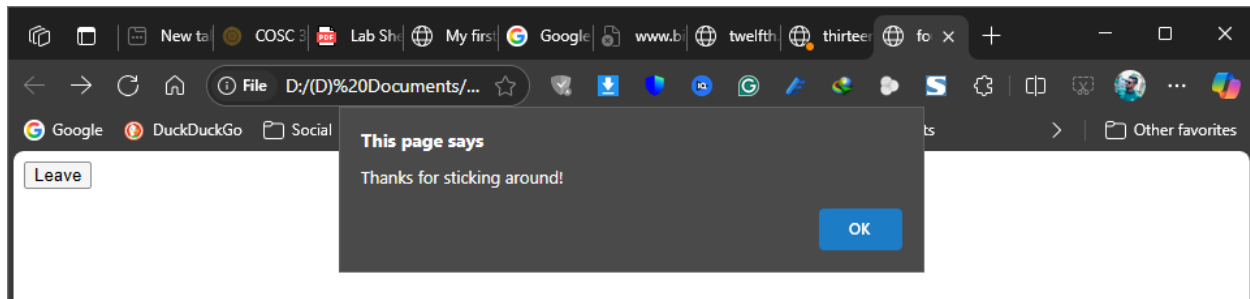 New ta COSC 3 Lab She My first Google www.bi twelfth. thirteen fo
File D:/(D)%20Documents/...
Google DuckDuckGo Social ts Other favorites
This page says
Thanks for sticking around!
OK
Leave